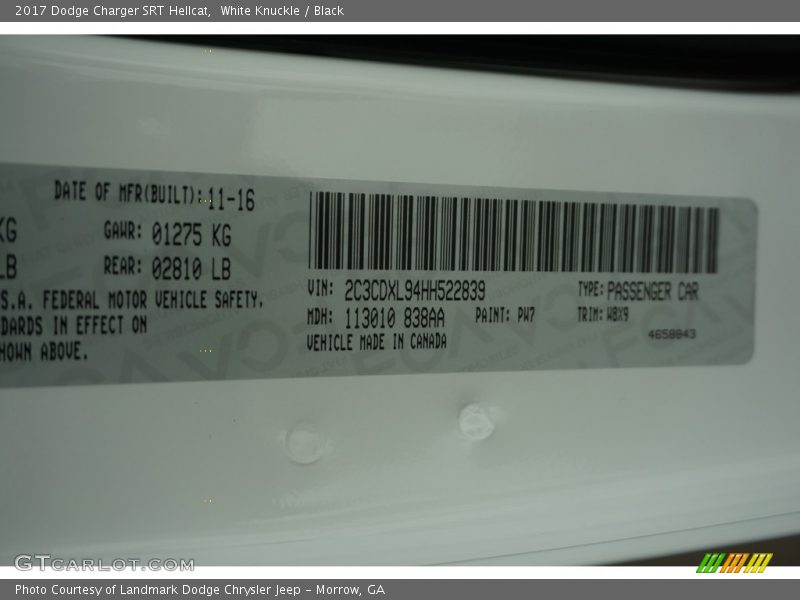 2017 Dodge Charger SRT Hellcat, White Knuckle / Black
DATE OF MFR(BUILT): 11-16
KG GAWR: 01275 KG
LB REAR: 02810 LB
S.A. FEDERAL MOTOR VEHICLE SAFETY,
DARDS IN EFFECT ON
HOWN ABOVE.
VIN: 2C3CDXL94HH522839 TYPE: PASSENGER CAR
MDH: 113010 838AA PAINT: PW7 TRIM: W8X9
VEHICLE MADE IN CANADA
4658843
GTCARLOT.COM
Photo Courtesy of Landmark Dodge Chrysler Jeep – Morrow, GA